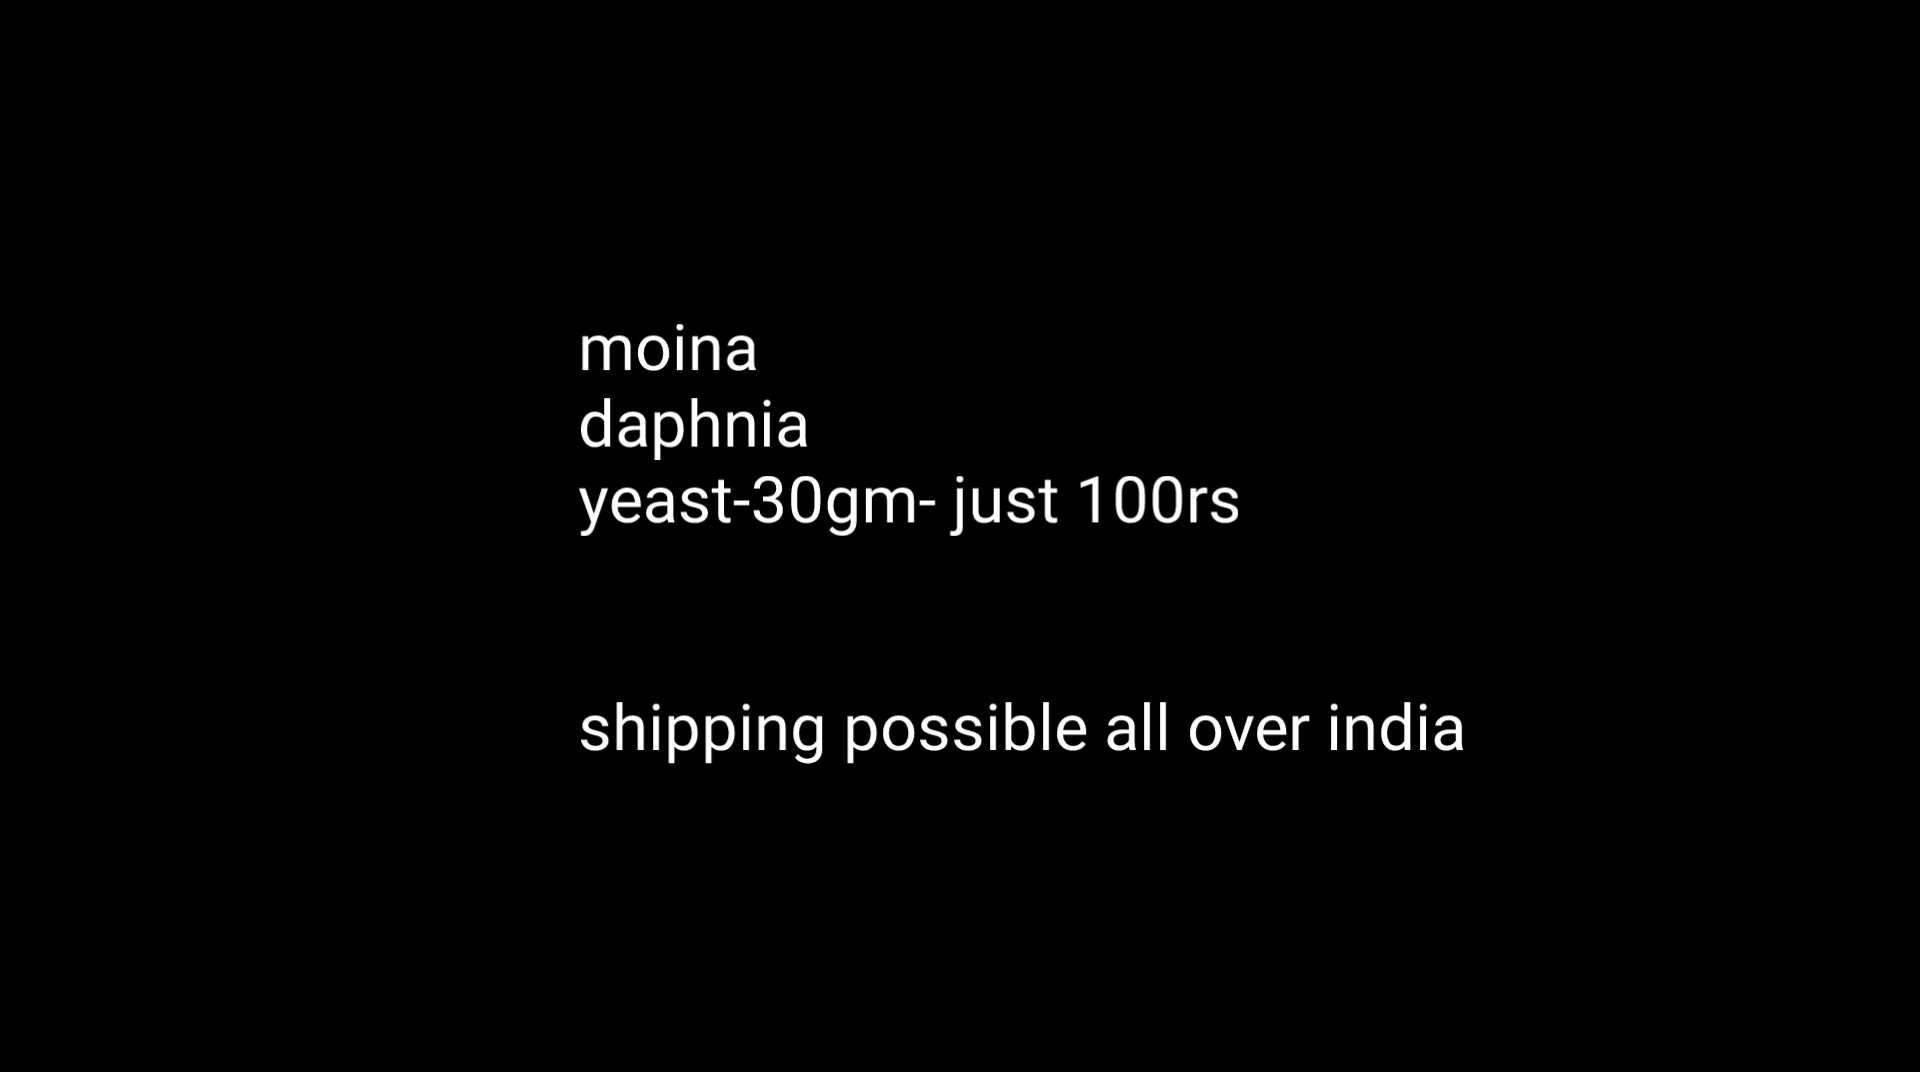 moina
daphnia
yeast-30gm- just 100rs
shipping possible all over india